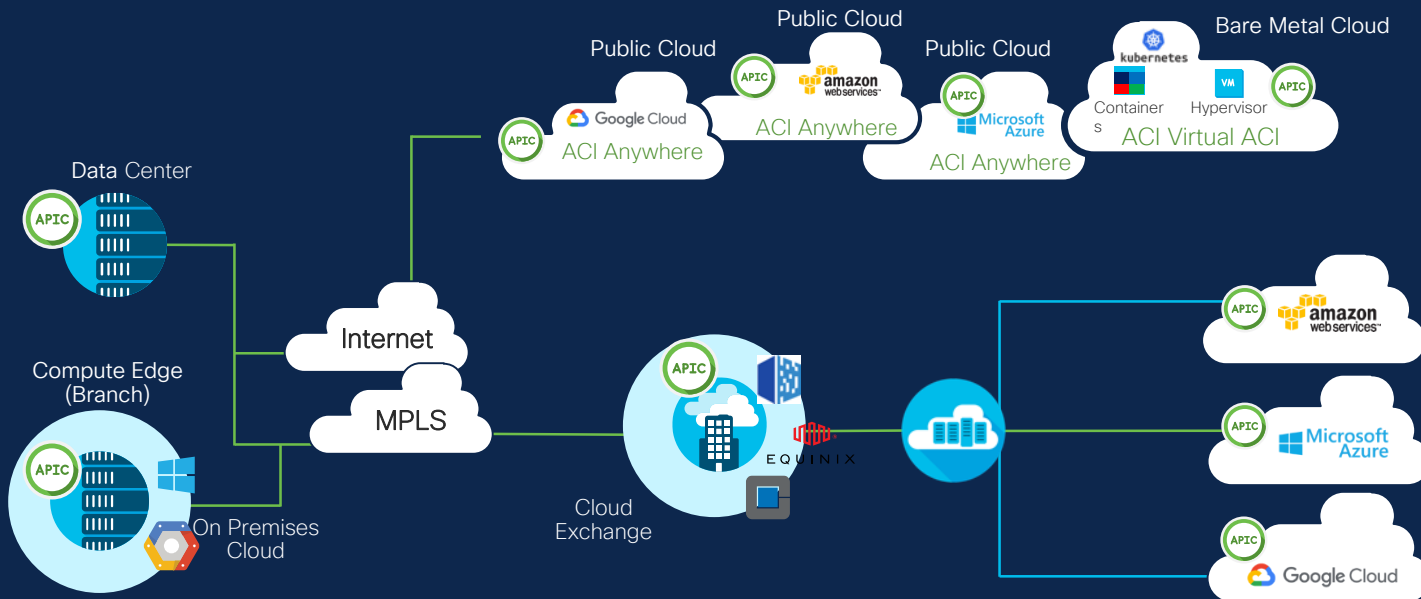 Public Cloud
Public Cloud
Public Cloud
Bare Metal Cloud
kubernetes
APIC
amazon
web services™
APIC
VM
APIC
Container
s
Hypervisor
Google Cloud
Microsoft
Azure
ACI Anywhere
ACI Virtual ACI
APIC
ACI Anywhere
ACI Anywhere
Data Center
APIC
Internet
APIC
amazon
web services™
Compute Edge
(Branch)
APIC
MPLS
APIC
Microsoft
Azure
EQUINIX
APIC
Cloud
Exchange
On Premises
Cloud
APIC
Google Cloud